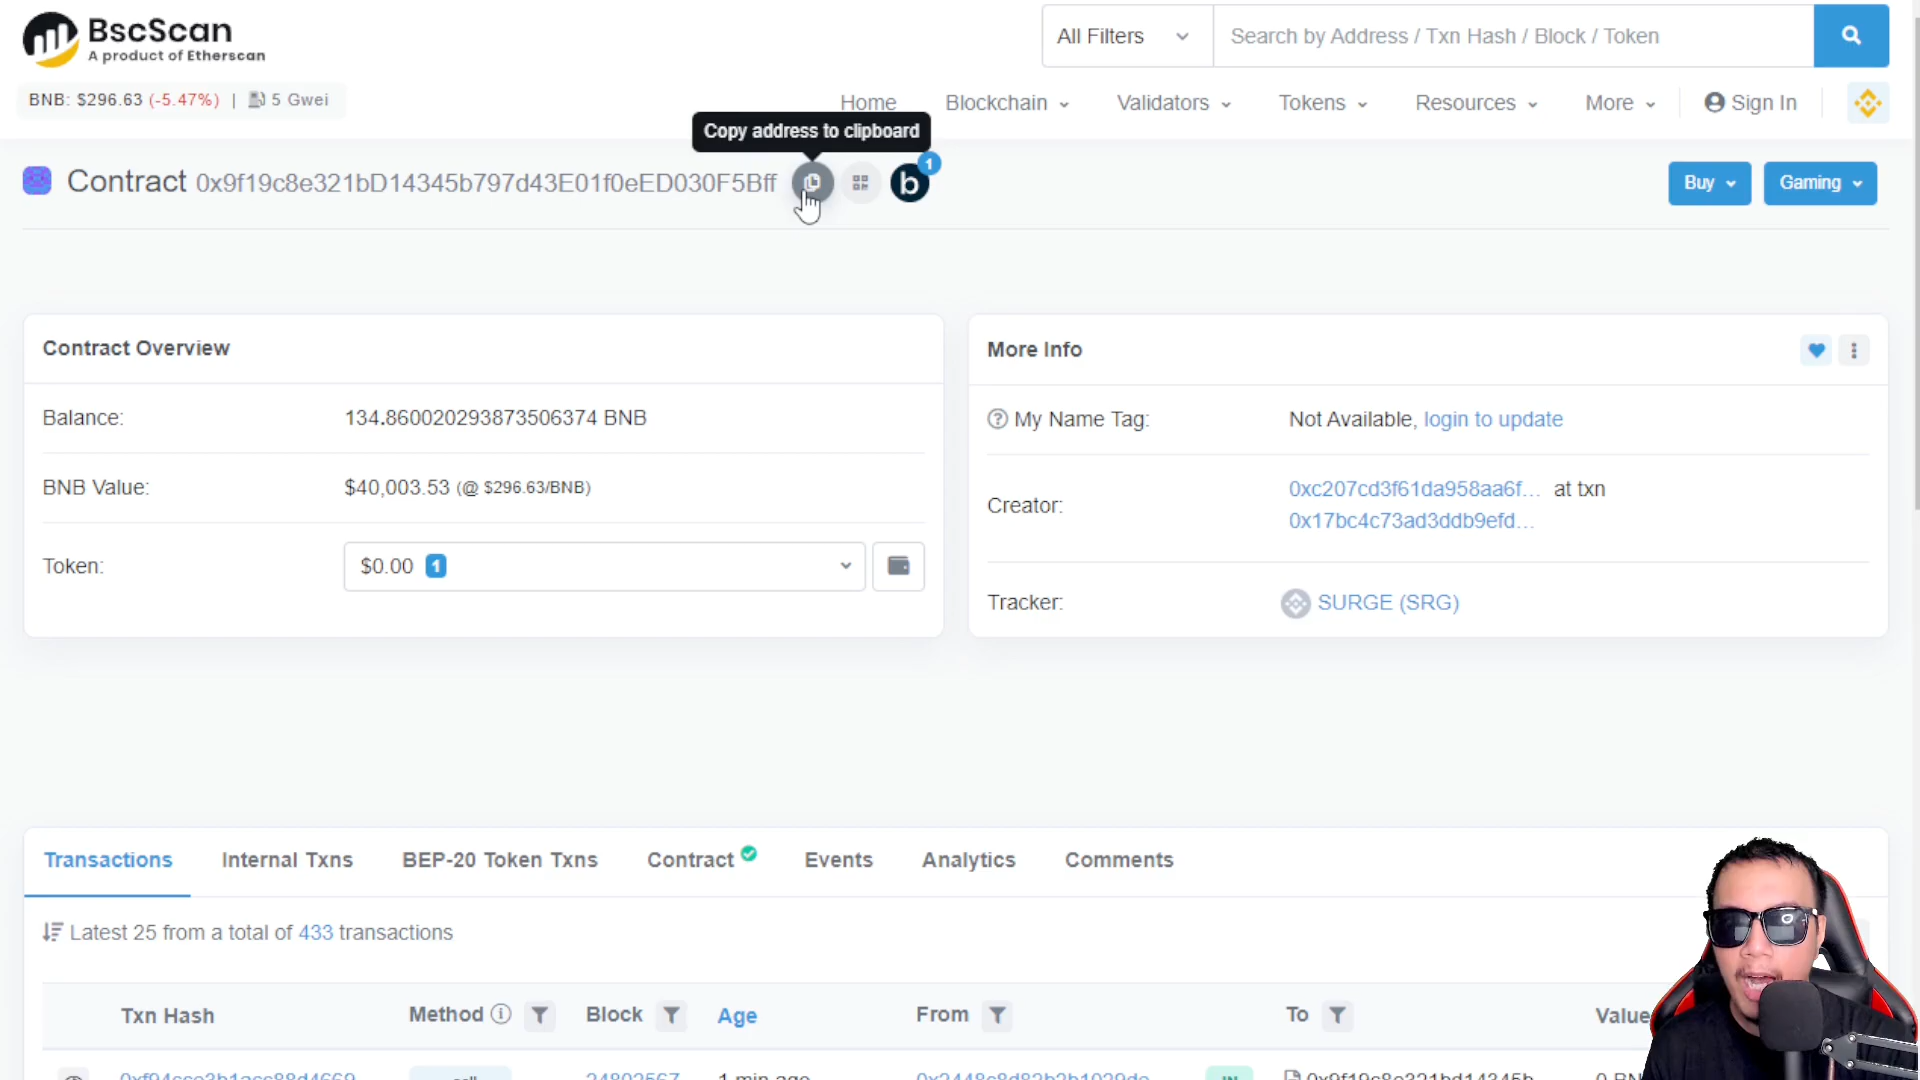 BscScan
A product of Etherscan
All Filters
Search by Address / Txn Hash / Block / Token
BNB: $296.63 (-5.47%) | 5 Gwei
Home Blockchain Validators Tokens Resources More Sign In
Copy address to clipboard
Contract 0x9f19c8e321bD14345b797d43E01f0eED030F5Bff
b 1
Buy Gaming
Contract Overview
Balance: 134.860020293873506374 BNB
BNB Value: $40,003.53 (@ $296.63/BNB)
Token: $0.00 1
More Info
My Name Tag: Not Available, login to update
Creator: 0xc207cd3f61da958aa6f... at txn
0x17bc4c73ad3ddb9efd...
Tracker: SURGE (SRG)
Transactions Internal Txns BEP-20 Token Txns Contract Events Analytics Comments
Latest 25 from a total of 433 transactions
Txn Hash Method Block Age From To Value
1 min ago